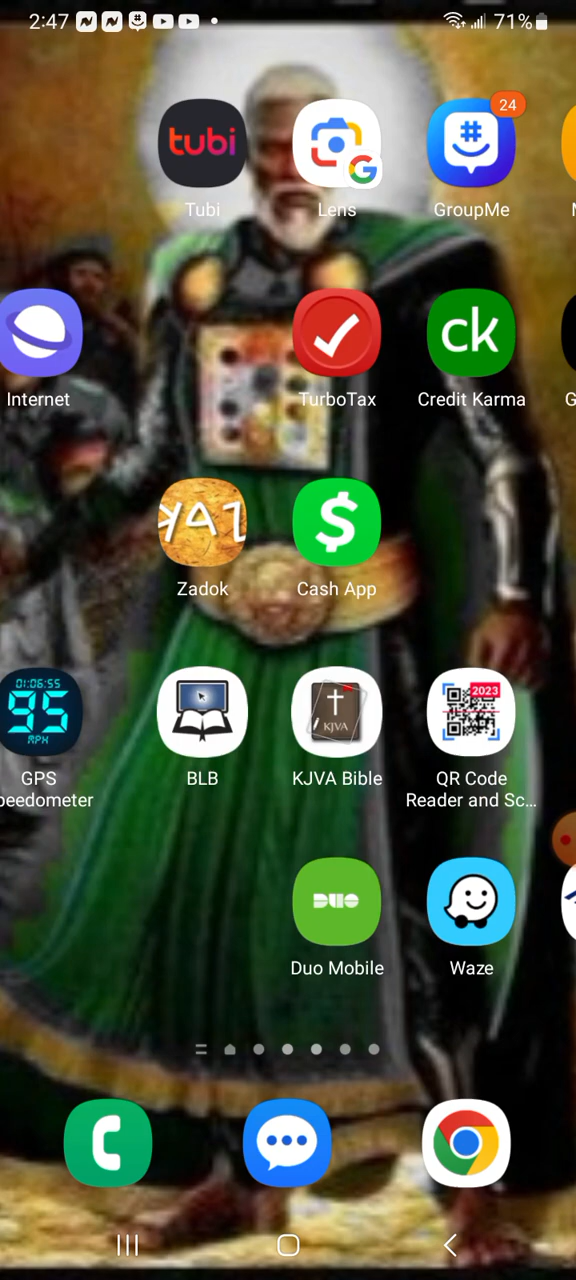 2:47
71%
24
tubi
Tubi
Lens
GroupMe
Internet
ck
TurboTax
Credit Karma
G
$
Zadok
Cash App
01:06:55
95
MPH
KJVA
2023
GPS
peedometer
BLB
KJVA Bible
QR Code
Reader and Sc...
DUO
Duo Mobile
Waze